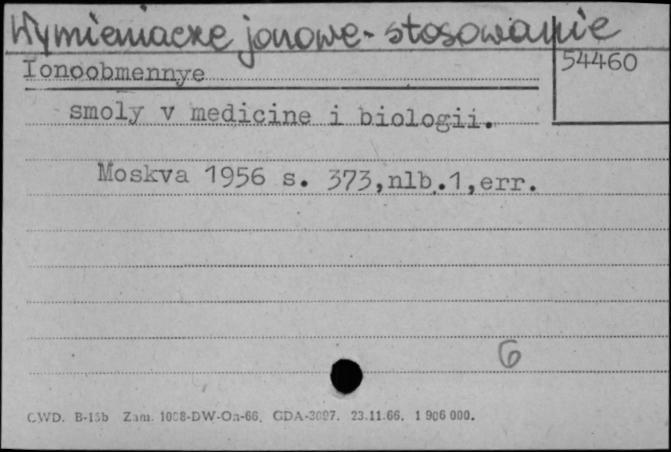 Wymieniacze jonowe - stosowanie
54460
Ionoobmennye
smoly v medicine i biologii.
Moskva 1956 s. 373,nlb.1,err.
6
CWD. B-15b Zam. 1008-DW-On-66. GDA-3097. 23.11.66. 1 906 000.